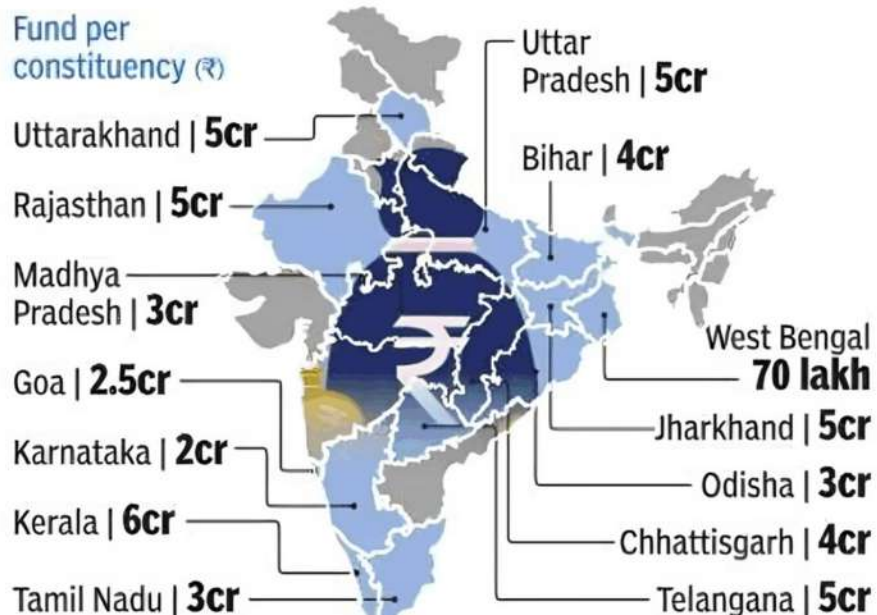 Fund per
constituency (₹)
Uttarakhand | 5cr
Rajasthan | 5cr
Madhya
Pradesh | 3cr
Goa | 2.5cr
Karnataka | 2cr
Kerala | 6cr
Tamil Nadu | 3cr
Uttar
Pradesh | 5cr
Bihar | 4cr
West Bengal
70 lakh
Jharkhand | 5cr
Odisha | 3cr
Chhattisgarh | 4cr
Telangana | 5cr
₹